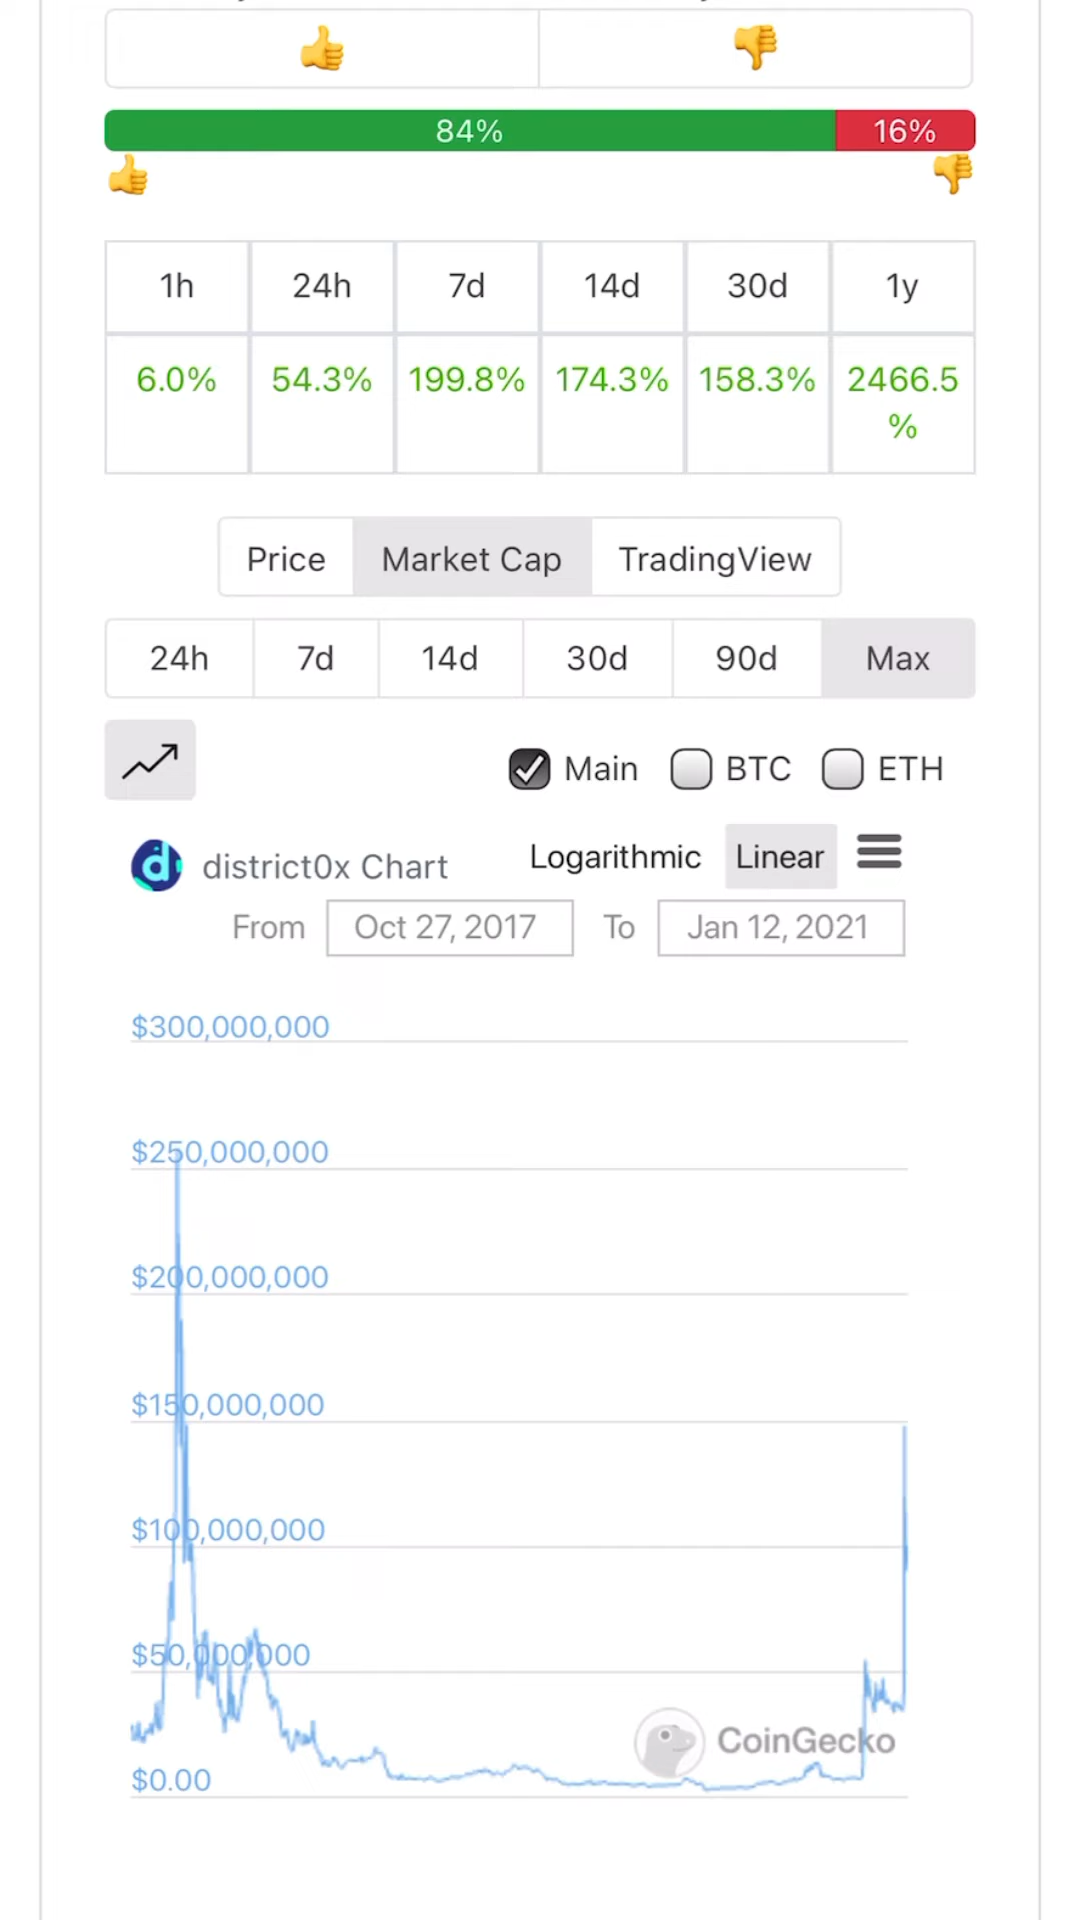 84% 16%
1h 24h 7d 14d 30d 1y
6.0% 54.3% 199.8% 174.3% 158.3% 2466.5
%
Price Market Cap TradingView
24h 7d 14d 30d 90d Max
Main BTC ETH
district0x Chart Logarithmic Linear
From Oct 27, 2017 To Jan 12, 2021
$300,000,000
$250,000,000
$200,000,000
$150,000,000
$100,000,000
$50,000,000
CoinGecko
$0.00